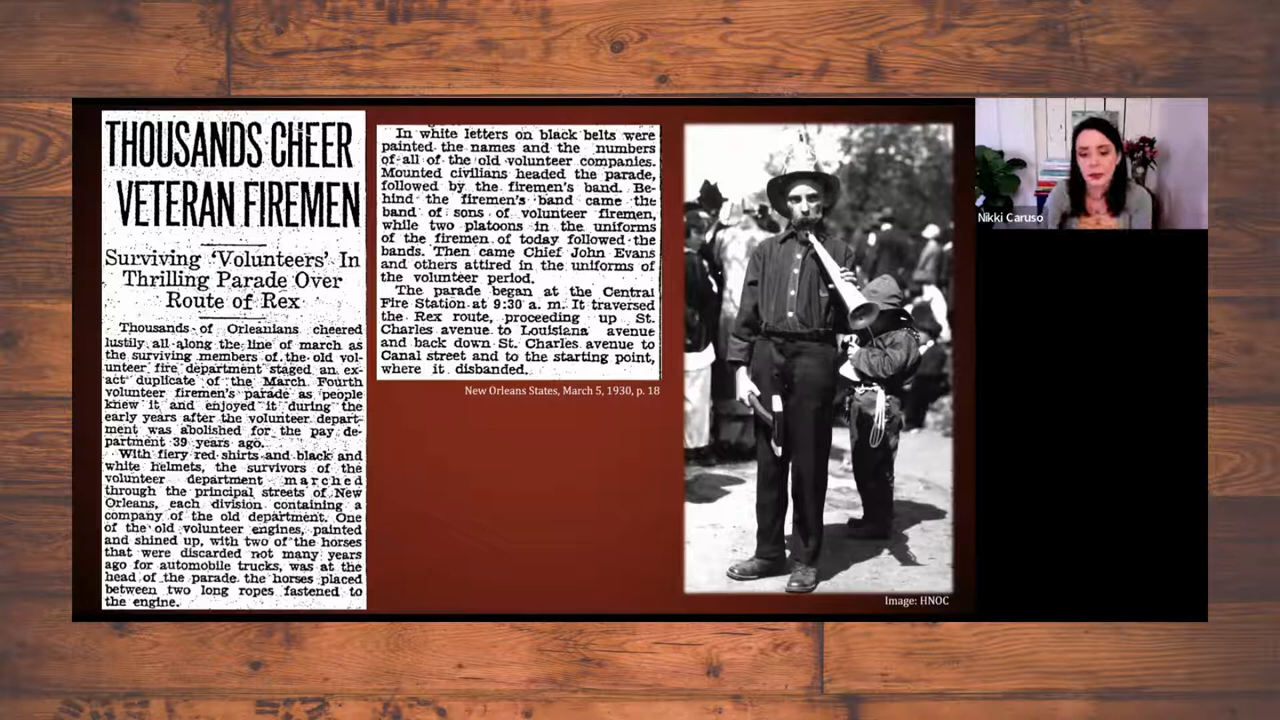 THOUSANDS CHEER
VETERAN FIREMEN
Surviving 'Volunteers' In
Thrilling Parade Over
Route of Rex
Thousands of Orleanians cheered
lustily all along the line of march as
the surviving members of the old vol-
unteer fire department staged an ex-
act duplicate of the March Fourth
volunteer firemen's parade as people
knew it and enjoyed it during the
early years after the volunteer depart-
ment was abolished for the pay de-
partment 39 years ago.
With fiery red shirts and black and
white helmets, the survivors of the
volunteer department marched
through the principal streets of New
Orleans, each division containing a
company of the old department. One
of the old volunteer engines, painted
and shined up, with two of the horses
that were discarded not many years
ago for automobile trucks, was at the
head of the parade. the horses placed
between two long ropes fastened to
the engine.
In white letters on black belts were
painted the names and the numbers
of all of the old volunteer companies.
Mounted civilians headed the parade,
followed by the firemen's band. Be-
hind the firemen's band came the
band of sons of volunteer firemen,
while two platoons in the uniforms
of the firemen of today followed the
bands. Then came Chief John Evans
and others attired in the uniforms of
the volunteer period.
The parade began at the Central
Fire Station at 9:30 a. m. It traversed
the Rex route, proceeding up St.
Charles avenue to Louisiana avenue
and back down St. Charles avenue to
Canal street and to the starting point,
where it disbanded.
New Orleans States, March 5, 1930, p. 18
Image: HNOC
Nikki Caruso